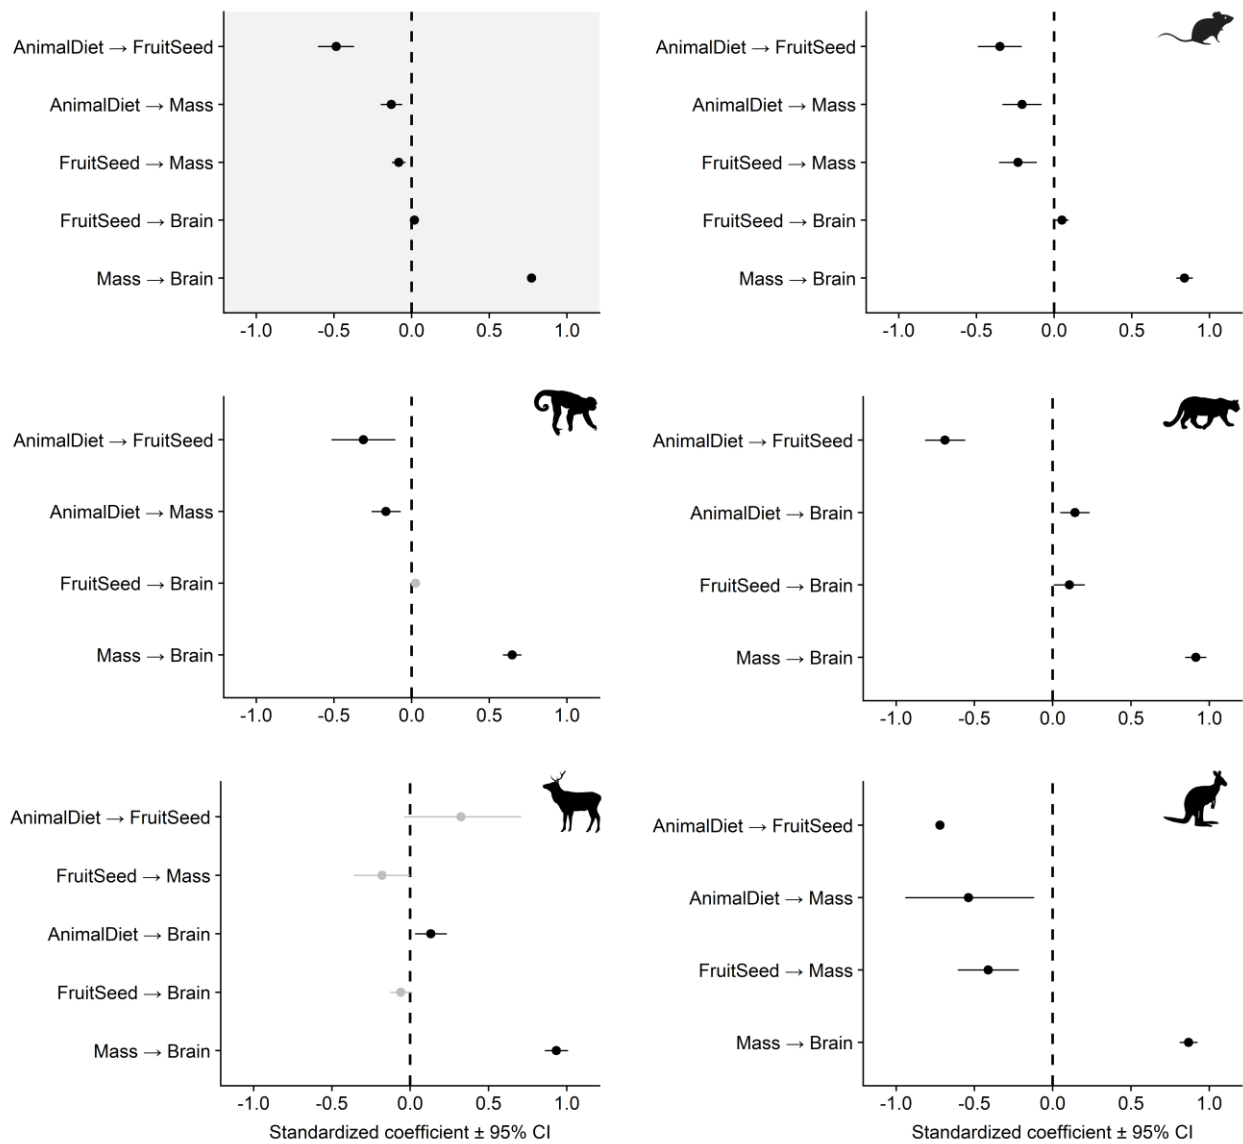 AnimalDiet → FruitSeed
AnimalDiet → Mass
FruitSeed → Mass
FruitSeed → Brain
Mass → Brain
-1.0 -0.5 0.0 0.5 1.0
AnimalDiet → FruitSeed
AnimalDiet → Mass
FruitSeed → Mass
FruitSeed → Brain
Mass → Brain
-1.0 -0.5 0.0 0.5 1.0
AnimalDiet → FruitSeed
AnimalDiet → Mass
FruitSeed → Brain
Mass → Brain
-1.0 -0.5 0.0 0.5 1.0
AnimalDiet → FruitSeed
AnimalDiet → Brain
FruitSeed → Brain
Mass → Brain
-1.0 -0.5 0.0 0.5 1.0
AnimalDiet → FruitSeed
FruitSeed → Mass
AnimalDiet → Brain
FruitSeed → Brain
Mass → Brain
-1.0 -0.5 0.0 0.5 1.0
Standardized coefficient ± 95% CI
AnimalDiet → FruitSeed
AnimalDiet → Mass
FruitSeed → Mass
Mass → Brain
-1.0 -0.5 0.0 0.5 1.0
Standardized coefficient ± 95% CI